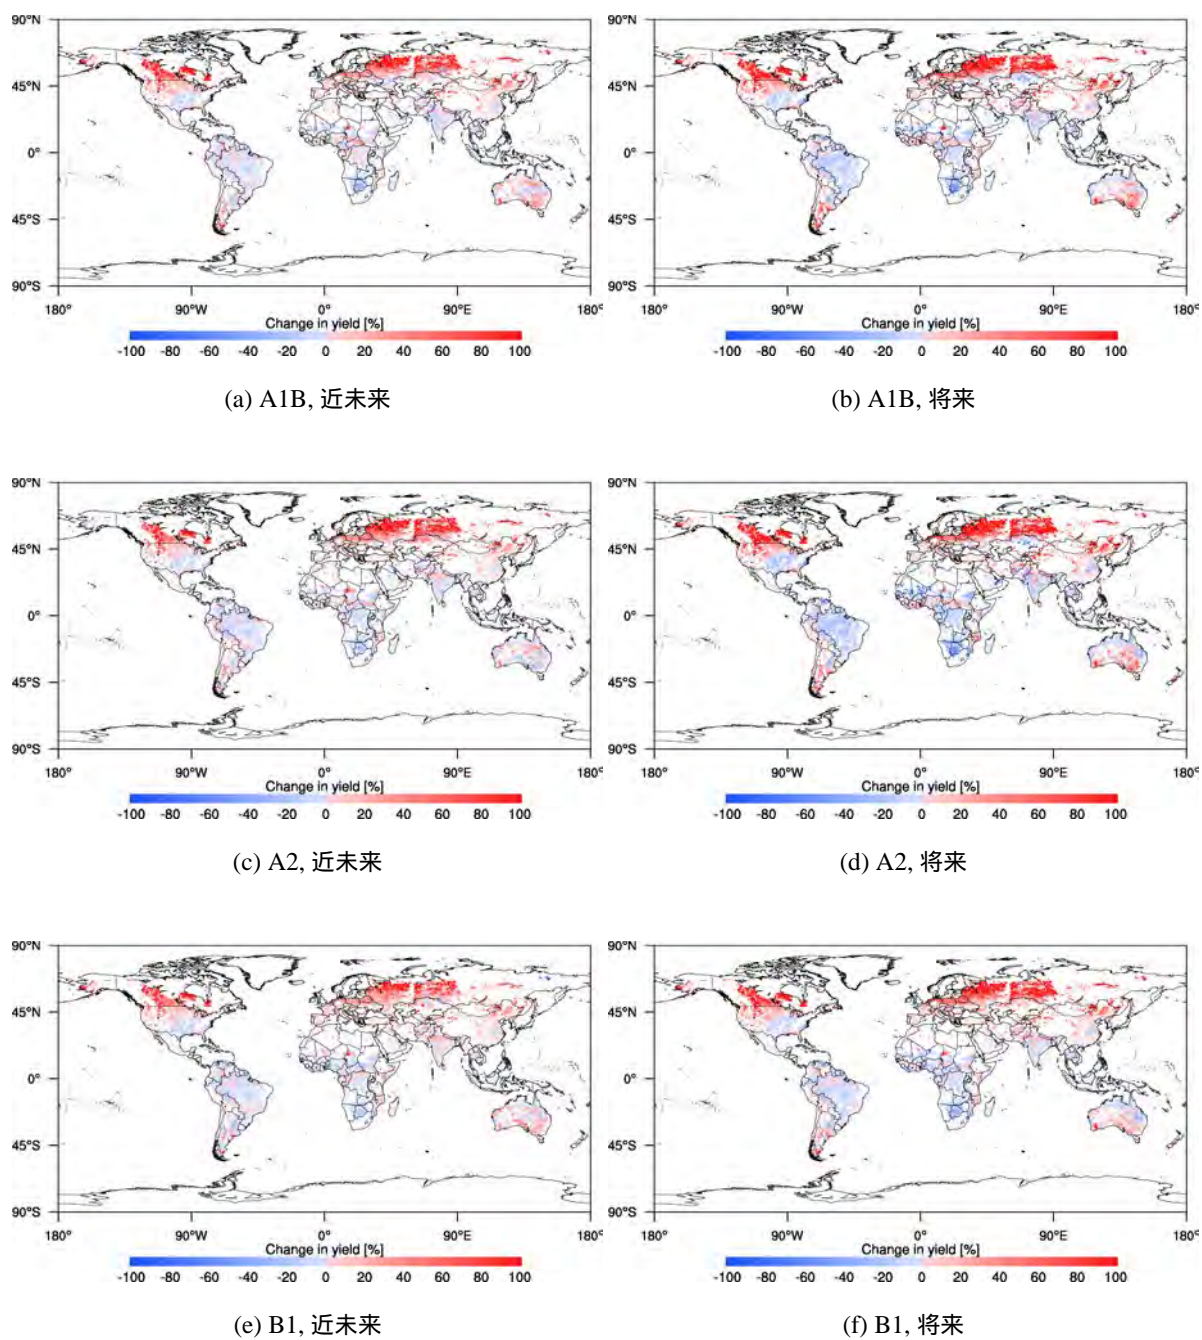 90°N 90°N
45°N 45°N
0° 0°
45°S 45°S
90°S 90°S
180° 90°W 0° 90°E 180° 180° 90°W 0° 90°E 180°
Change in yield [%] Change in yield [%]
-100 -80 -60 -40 -20 0 20 40 60 80 100 -100 -80 -60 -40 -20 0 20 40 60 80 100
(a) A1B, 近未来 (b) A1B, 将来
90°N 90°N
45°N 45°N
0° 0°
45°S 45°S
90°S 90°S
180° 90°W 0° 90°E 180° 180° 90°W 0° 90°E 180°
Change in yield [%] Change in yield [%]
-100 -80 -60 -40 -20 0 20 40 60 80 100 -100 -80 -60 -40 -20 0 20 40 60 80 100
(c) A2, 近未来 (d) A2, 将来
90°N 90°N
45°N 45°N
0° 0°
45°S 45°S
90°S 90°S
180° 90°W 0° 90°E 180° 180° 90°W 0° 90°E 180°
Change in yield [%] Change in yield [%]
-100 -80 -60 -40 -20 0 20 40 60 80 100 -100 -80 -60 -40 -20 0 20 40 60 80 100
(e) B1, 近未来 (f) B1, 将来